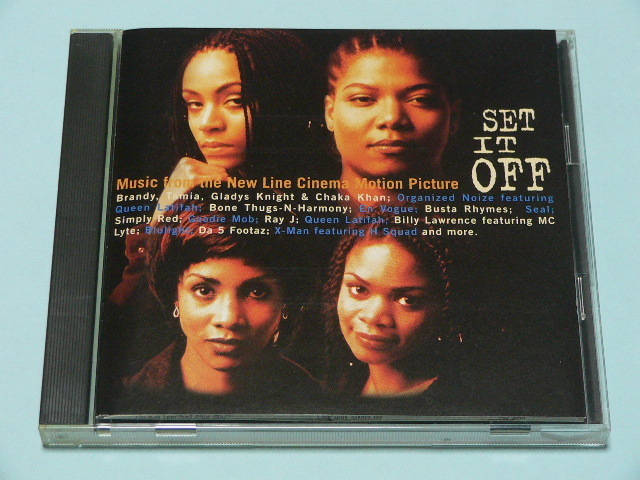 SET
IT
OFF
Music from the New Line Cinema Motion Picture
Brandy, Tamia, Gladys Knight & Chaka Khan; Organized Noize featuring
Queen Latifah; Bone Thugs-N-Harmony; En Vogue; Busta Rhymes; Seal;
Simply Red; Goodie Mob; Ray J; Queen Latifah; Billy Lawrence featuring MC
Lyte; Blulight; Da 5 Footaz; X-Man featuring H Squad and more.